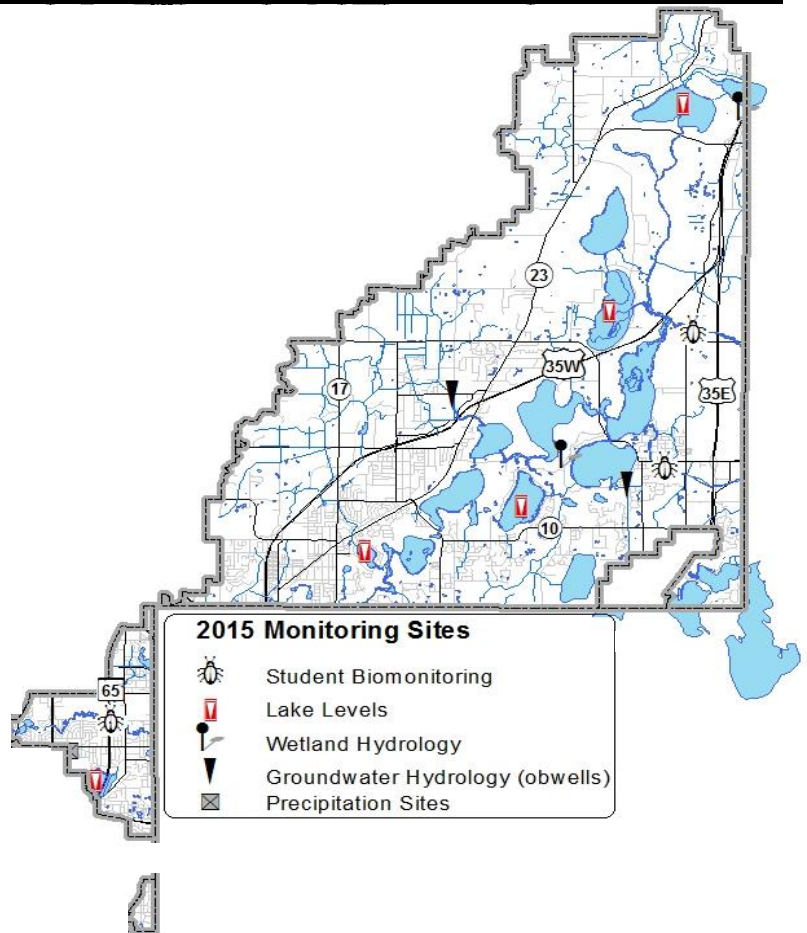 23
35W
17
35E
10
2015 Monitoring Sites
Student Biomonitoring
65
Lake Levels
Wetland Hydrology
Groundwater Hydrology (obwells)
Precipitation Sites